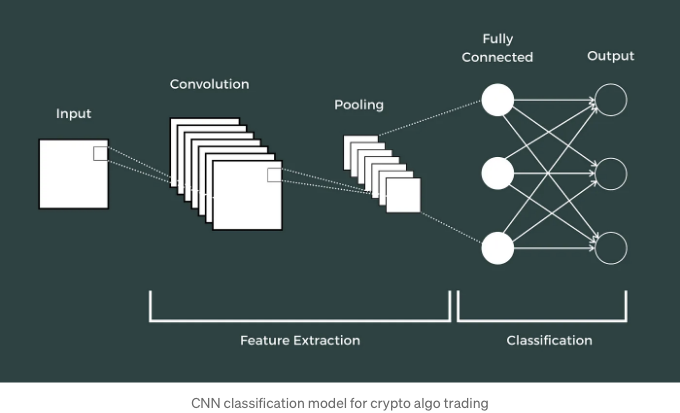 Fully
Connected
Output
Convolution
Pooling
Input
Feature Extraction
Classification
CNN classification model for crypto algo trading